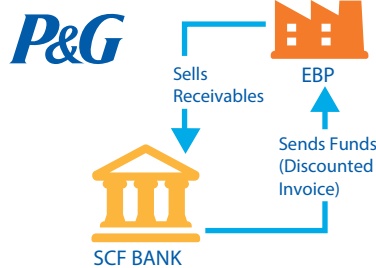 P&G
EBP
Sells
Receivables
Sends Funds
(Discounted
Invoice)
SCF BANK